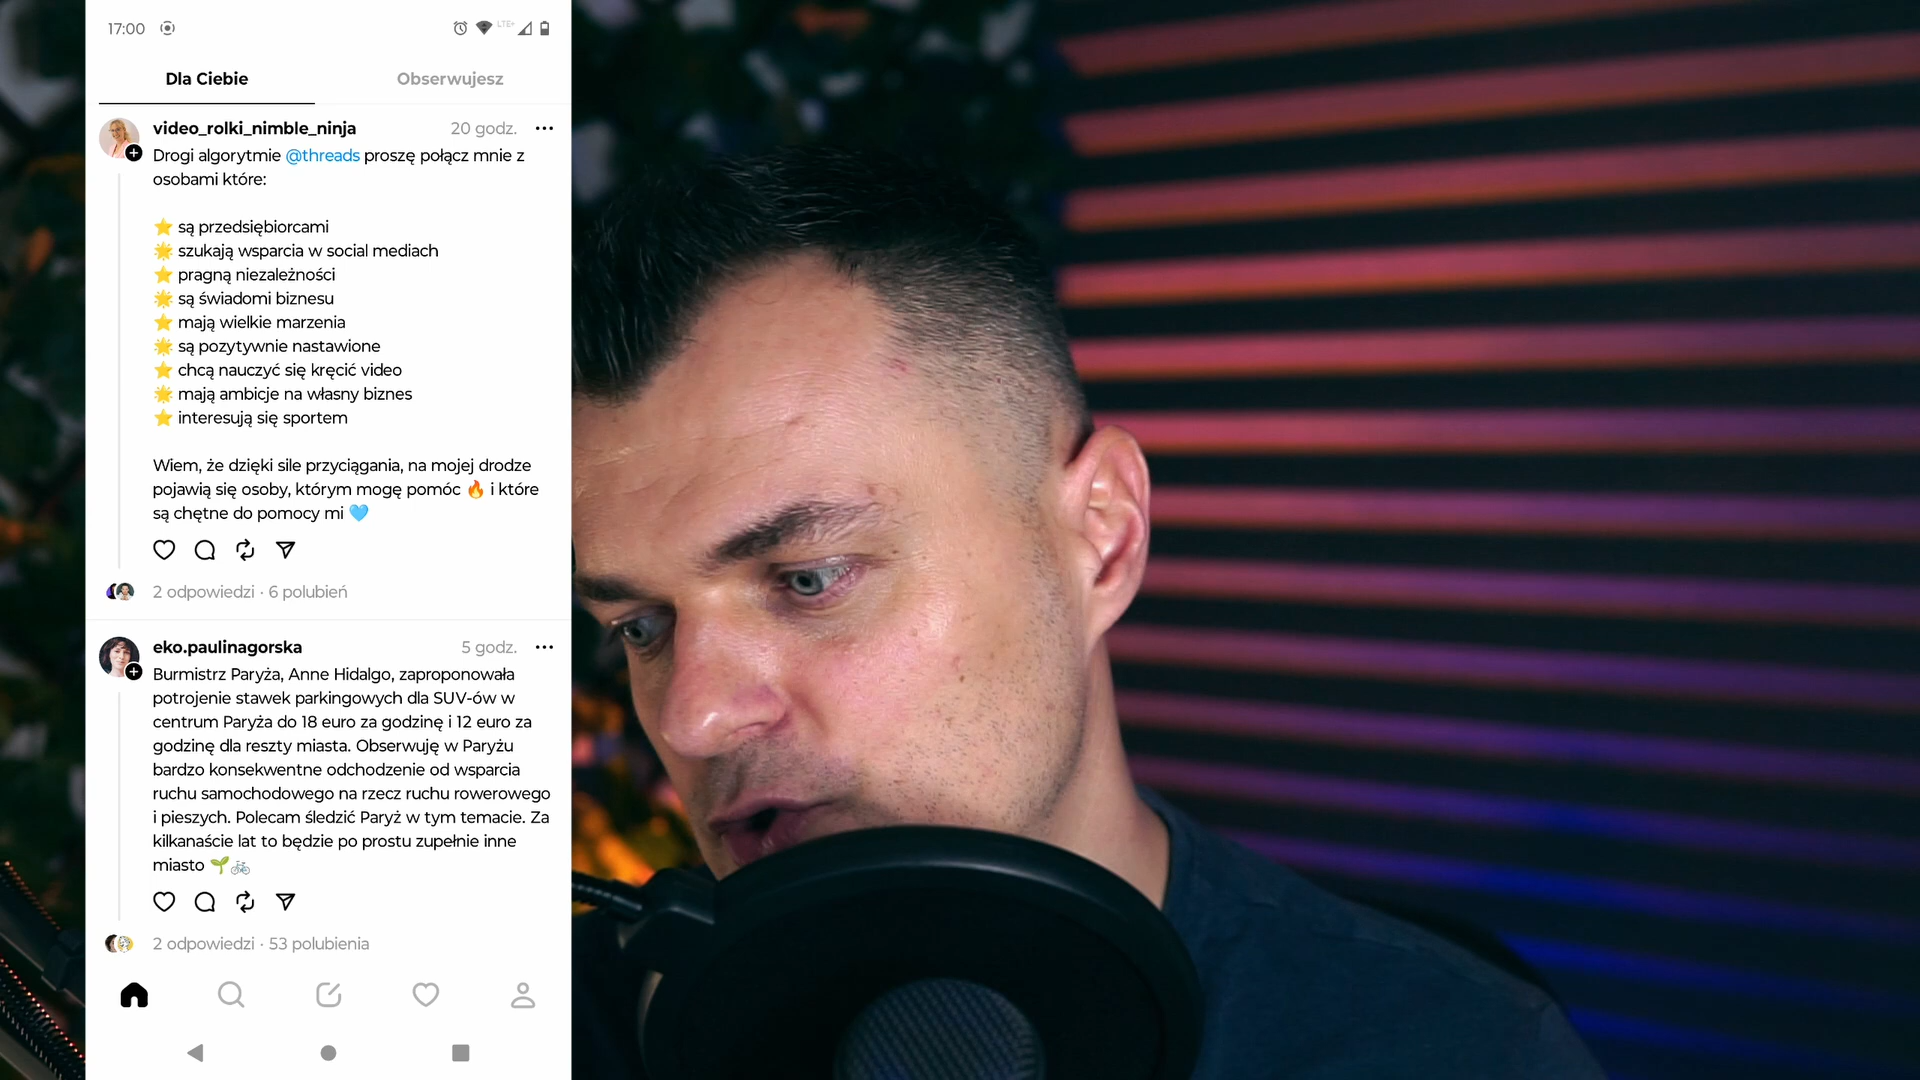 17:00
LTE+
Dla Ciebie
Obserwujesz
video_rolki_nimble_ninja
20 godz.
Drogi algorytmie @threads proszę połącz mnie z
osobami które:
⭐ są przedsiębiorcami
🌟 szukają wsparcia w social mediach
⭐ pragną niezależności
🌟 są świadomi biznesu
⭐ mają wielkie marzenia
🌟 są pozytywnie nastawione
⭐ chcą nauczyć się kręcić video
🌟 mają ambicje na własny biznes
⭐ interesują się sportem
Wiem, że dzięki sile przyciągania, na mojej drodze
pojawią się osoby, którym mogę pomóc 🔥 i które
są chętne do pomocy mi 🩵
2 odpowiedzi · 6 polubień
eko.paulinagorska
5 godz.
Burmistrz Paryża, Anne Hidalgo, zaproponowała
potrojenie stawek parkingowych dla SUV-ów w
centrum Paryża do 18 euro za godzinę i 12 euro za
godzinę dla reszty miasta. Obserwuję w Paryżu
bardzo konsekwentne odchodzenie od wsparcia
ruchu samochodowego na rzecz ruchu rowerowego
i pieszych. Polecam śledzić Paryż w tym temacie. Za
kilkanaście lat to będzie po prostu zupełnie inne
miasto 🌱🚲
2 odpowiedzi · 53 polubienia